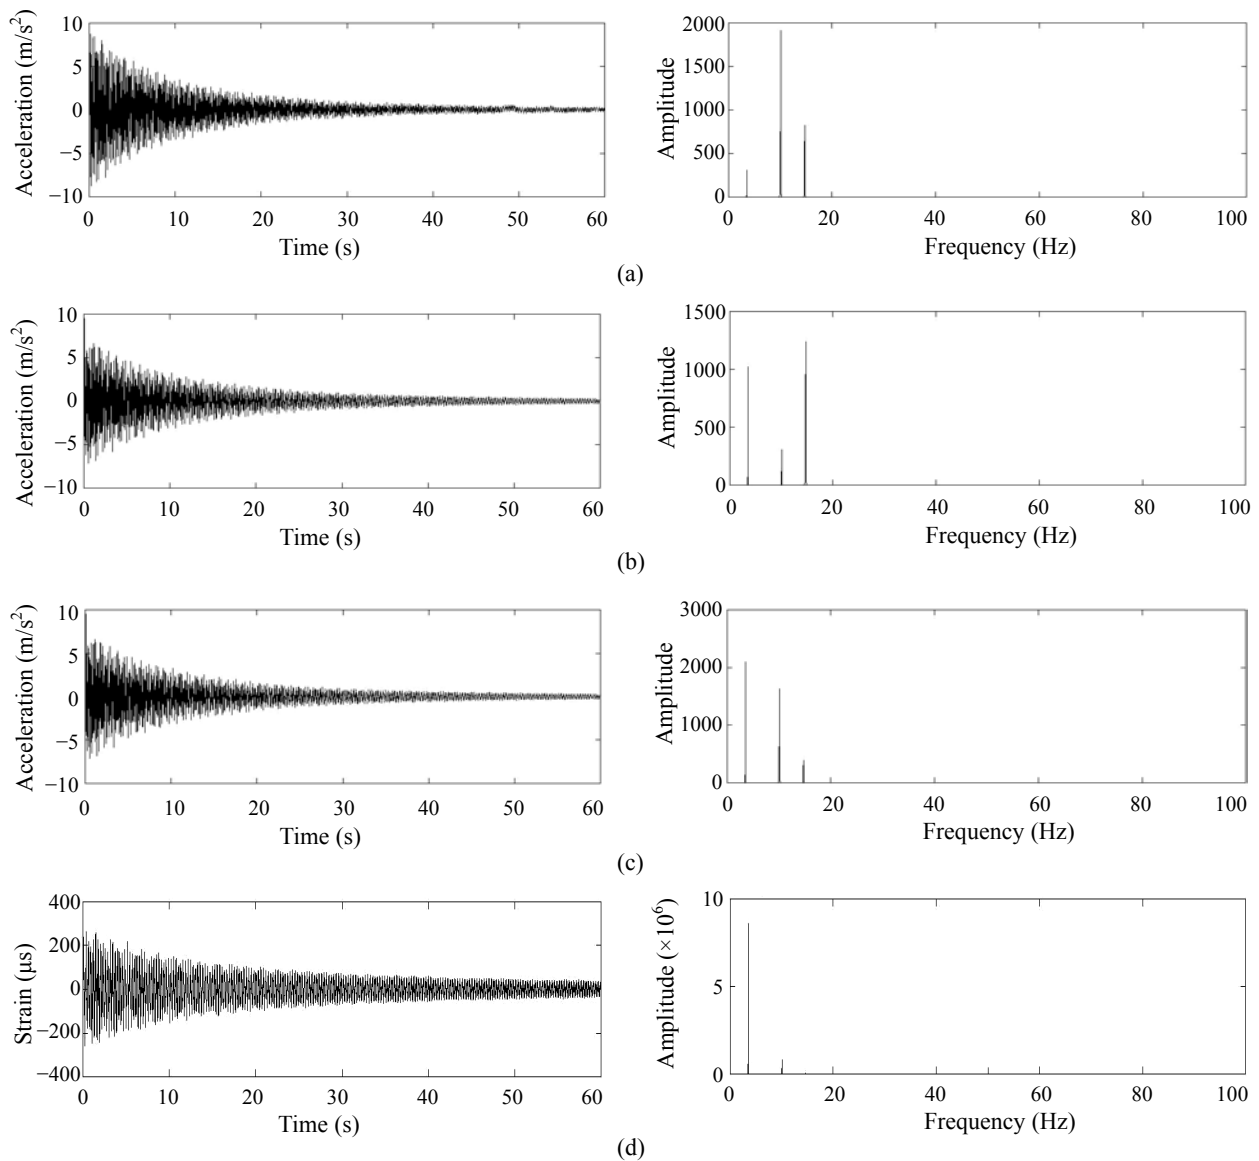 10
5
0
−5
−10
Acceleration (m/s²)
0 10 20 30 40 50 60
Time (s)
2000
1500
1000
500
0
Amplitude
0 20 40 60 80 100
Frequency (Hz)
(a)
10
5
0
−5
−10
Acceleration (m/s²)
0 10 20 30 40 50 60
Time (s)
1500
1000
500
0
Amplitude
0 20 40 60 80 100
Frequency (Hz)
(b)
10
5
0
−5
−10
Acceleration (m/s²)
0 10 20 30 40 50 60
Time (s)
3000
2000
1000
0
Amplitude
0 20 40 60 80 100
Frequency (Hz)
(c)
400
200
0
−200
−400
Strain (μs)
0 10 20 30 40 50 60
Time (s)
10
5
0
Amplitude (×10⁶)
0 20 40 60 80 100
Frequency (Hz)
(d)